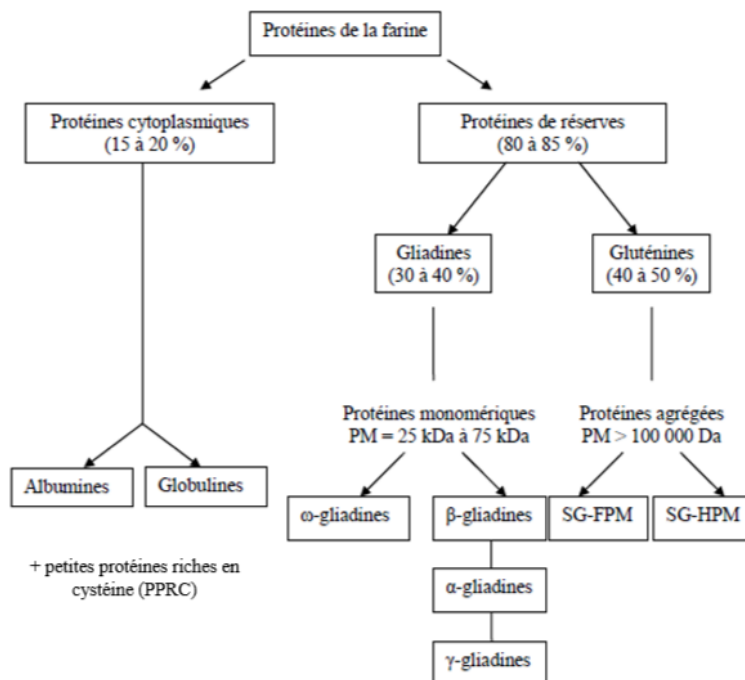 Protéines de la farine
Protéines cytoplasmiques
(15 à 20 %)
Protéines de réserves
(80 à 85 %)
Gliadines
(30 à 40 %)
Gluténines
(40 à 50 %)
Protéines monomériques
PM = 25 kDa à 75 kDa
Protéines agrégées
PM > 100 000 Da
Albumines
Globulines
ω-gliadines
β-gliadines
SG-FPM
SG-HPM
+ petites protéines riches en
cystéine (PPRC)
α-gliadines
γ-gliadines